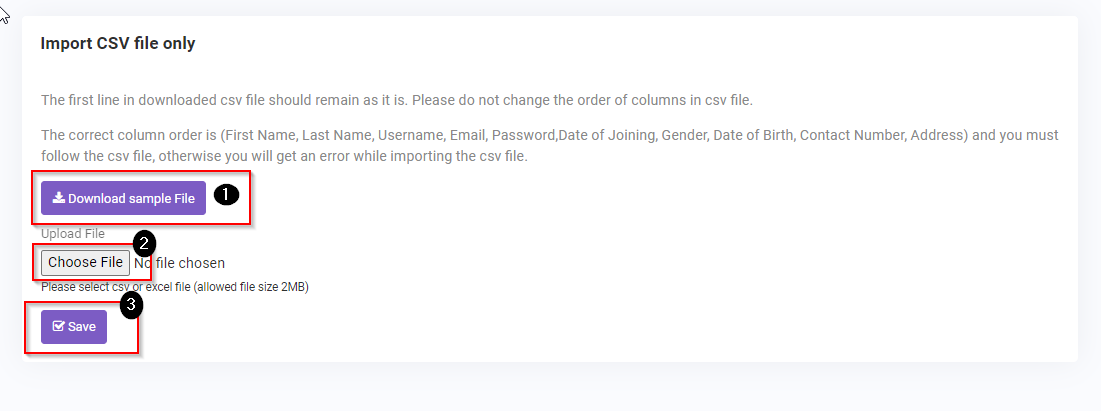 Import CSV file only
The first line in downloaded csv file should remain as it is. Please do not change the order of columns in csv file.
The correct column order is (First Name, Last Name, Username, Email, Password,Date of Joining, Gender, Date of Birth, Contact Number, Address) and you must
follow the csv file, otherwise you will get an error while importing the csv file.
Download sample File 1
Upload File
2
Choose File No file chosen
Please select csv or excel file (allowed file size 2MB)
3
Save